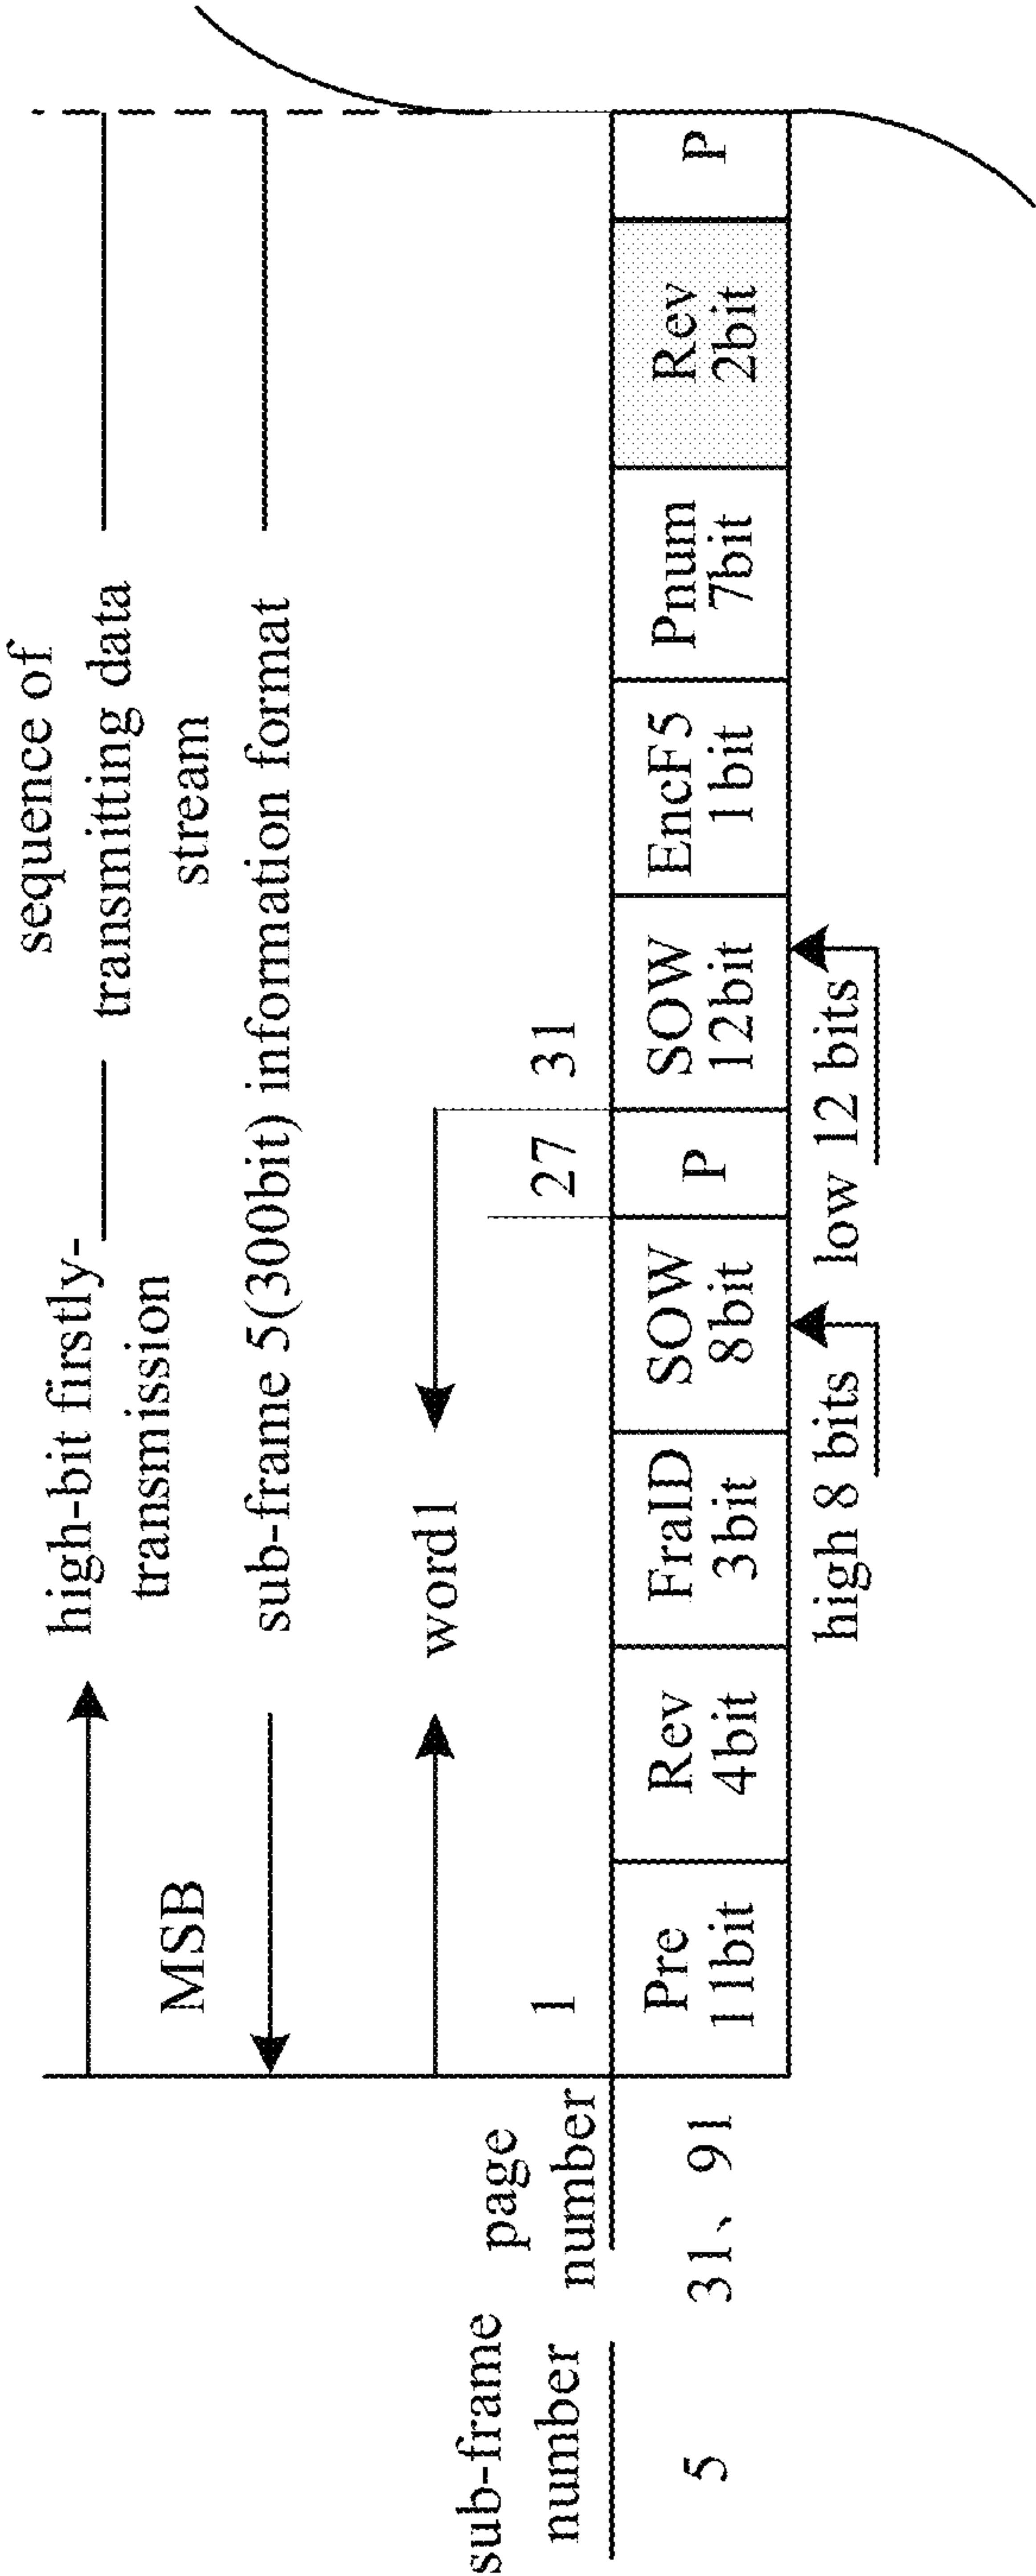 sequence of
high-bit firstly-
transmitting data
transmission
stream
MSB
sub-frame 5(300bit) information format
word1
sub-frame
number
page
number
1
27
31
5
31、91
Pre
11bit
Rev
4bit
FraID
3bit
SOW
8bit
P
SOW
12bit
EncF5
1bit
Pnum
7bit
Rev
2bit
P
high 8 bits
low 12 bits